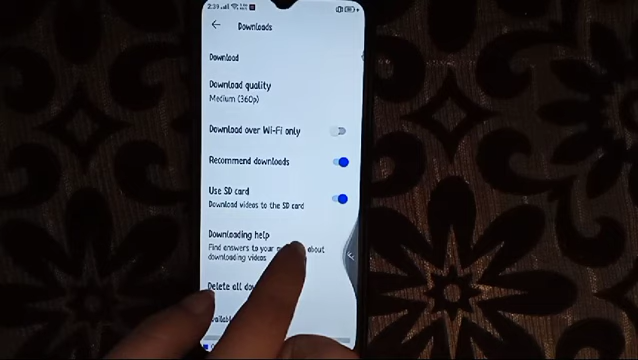 2:39
Downloads
Download
Download quality
Medium (360p)
Download over Wi-Fi only
Recommend downloads
Use SD card
Download videos to the SD card
Downloading help
Find answers to your about
downloading videos
Delete all